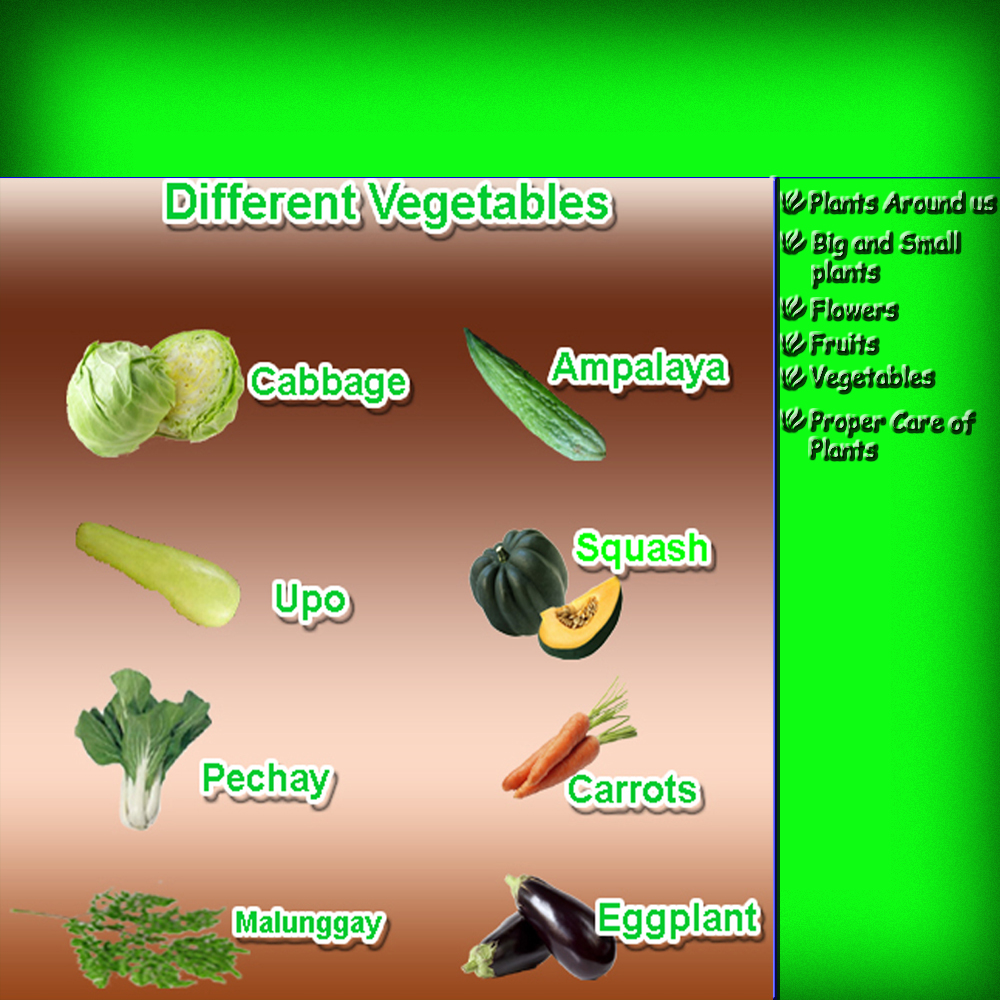 Different Vegetables
Cabbage
Ampalaya
Upo
Squash
Pechay
Carrots
Malunggay
Eggplant
Plants Around us
Big and Small
plants
Flowers
Fruits
Vegetables
Proper Care of
Plants